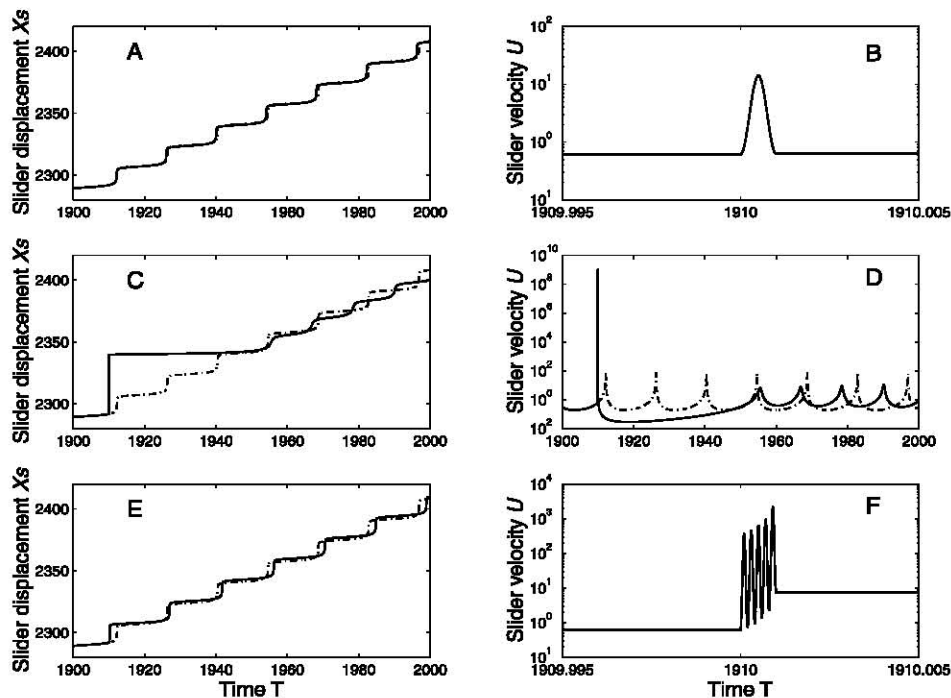 Slider displacement Xs
A
2400
2350
2300
1900 1920 1940 1960 1980 2000
Slider velocity U
B
10²
10¹
10⁰
10¹
1909.995 1910 1910.005
Slider displacement Xs
C
2400
2350
2300
1900 1920 1940 1960 1980 2000
Slider velocity U
D
10¹⁰
10⁸
10⁶
10⁴
10²
10⁰
10²
1900 1920 1940 1960 1980 2000
Slider displacement Xs
E
2400
2350
2300
1900 1920 1940 1960 1980 2000
Time T
Slider velocity U
F
10⁴
10³
10²
10¹
10⁰
10¹
1909.995 1910 1910.005
Time T